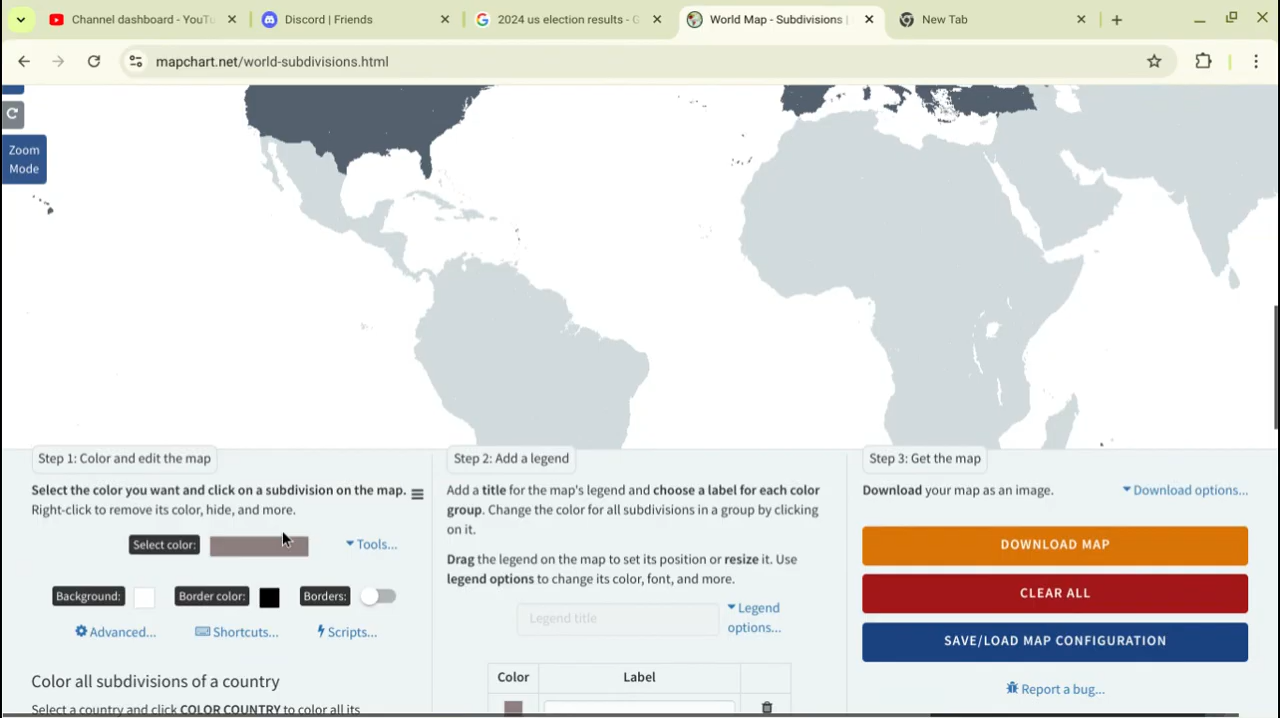 Channel dashboard - YouTu
Discord | Friends
2024 us election results - G
World Map - Subdivisions |
New Tab
mapchart.net/world-subdivisions.html
Zoom
Mode
Step 1: Color and edit the map
Select the color you want and click on a subdivision on the map.
Right-click to remove its color, hide, and more.
Select color:
Tools...
Background:
Border color:
Borders:
Advanced...
Shortcuts...
Scripts...
Color all subdivisions of a country
Select a country and click COLOR COUNTRY to color all its
Step 2: Add a legend
Add a title for the map's legend and choose a label for each color
group. Change the color for all subdivisions in a group by clicking
on it.
Drag the legend on the map to set its position or resize it. Use
legend options to change its color, font, and more.
Legend title
Legend
options...
Color
Label
Step 3: Get the map
Download your map as an image.
Download options...
DOWNLOAD MAP
CLEAR ALL
SAVE/LOAD MAP CONFIGURATION
Report a bug...